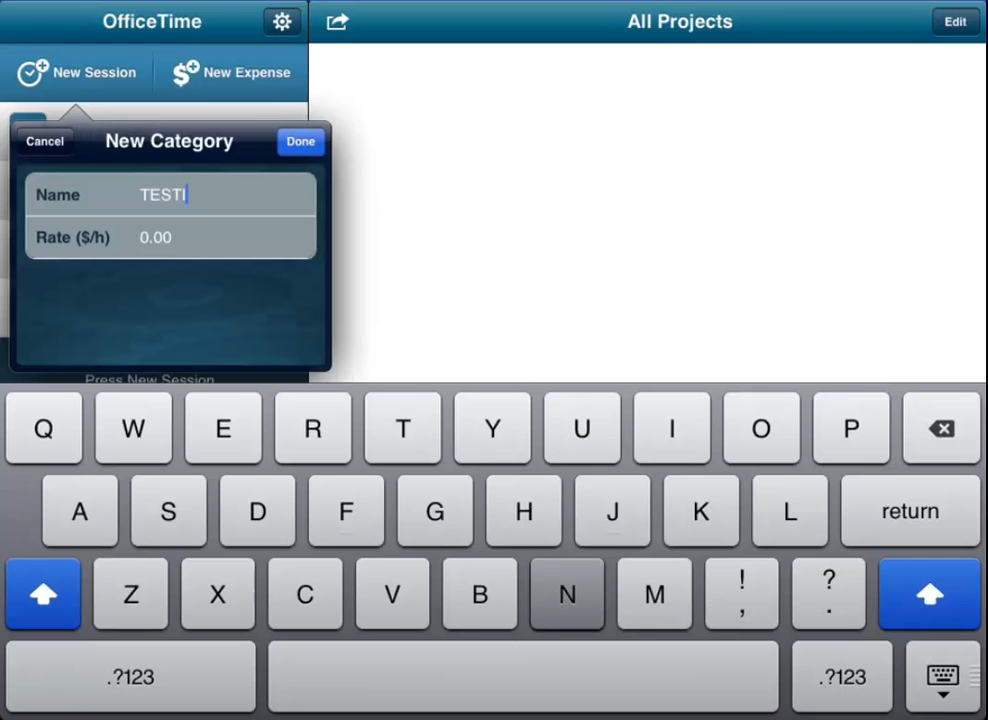 OfficeTime
All Projects
Edit
New Session
New Expense
Cancel
New Category
Done
Name TESTI
Rate ($/h) 0.00
Press New Session
Q W E R T Y U I O P
A S D F G H J K L return
Z X C V B N M ! , ? .
.?123 .?123